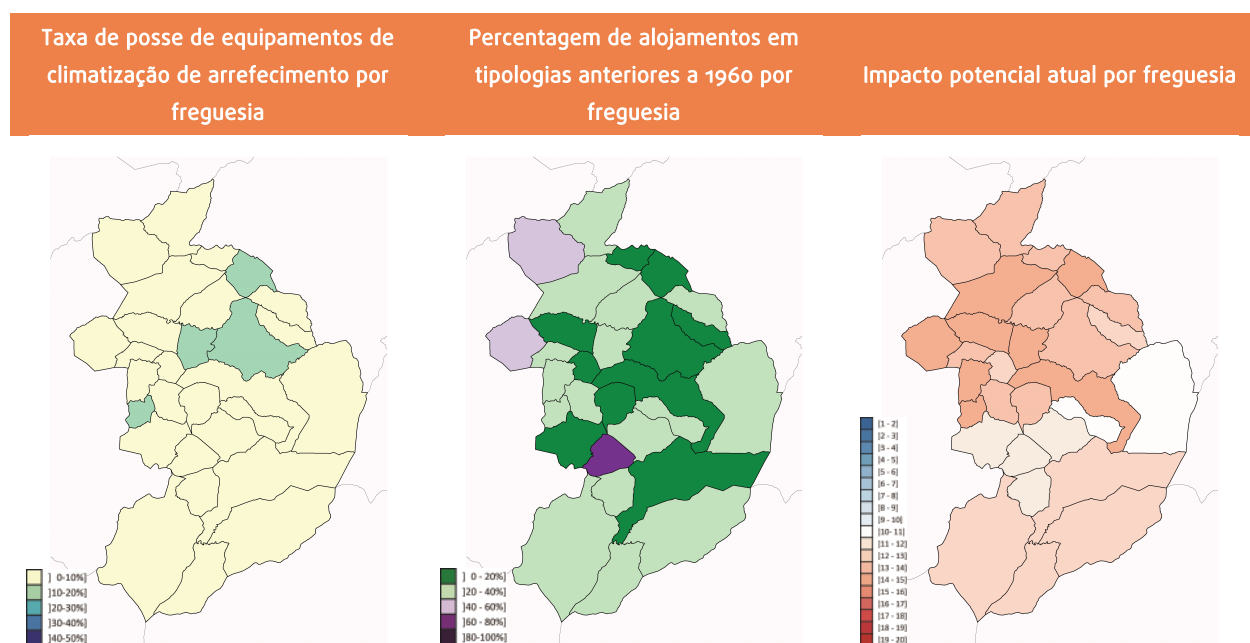 Taxa de posse de equipamentos de
climatização de arrefecimento por
freguesia
Percentagem de alojamentos em
tipologias anteriores a 1960 por
freguesia
Impacto potencial atual por freguesia
] 0-10%]
]10-20%]
]20-30%]
]30-40%]
]40-50%]
] 0 - 20%]
]20 - 40%]
]40 - 60%]
]60 - 80%]
]80-100%]
[1 - 2]
]2 - 3]
]3 - 4]
]4 - 5]
]5 - 6]
]6 - 7]
]7 - 8]
]8 - 9]
]9 - 10]
]10- 11]
]11 - 12]
]12 - 13]
]13 - 14]
]14 - 15]
]15 - 16]
]16 - 17]
]17 - 18]
]18 - 19]
]19 - 20]